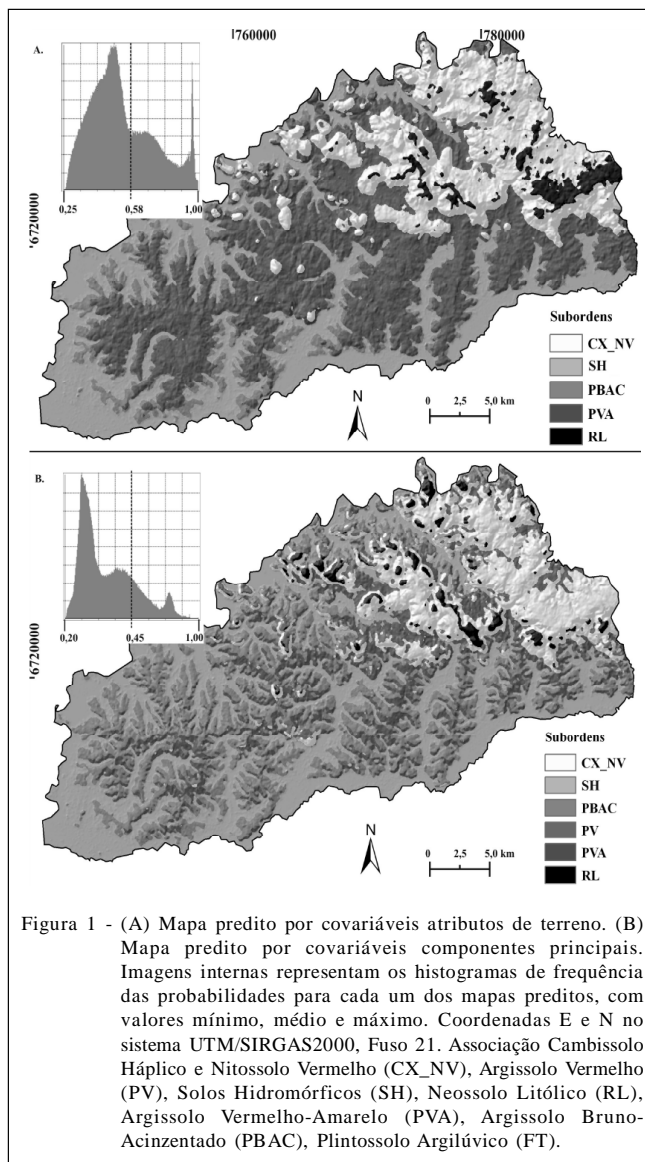 A.
760000
780000
6720000
0,25
0,58
1,00
Subordens
CX_NV
SH
PBAC
PVA
RL
N
0
2,5
5,0 km
B.
6720000
0,20
0,45
1,00
Subordens
CX_NV
SH
PBAC
PV
PVA
RL
N
0
2,5
5,0 km
Figura 1 - (A) Mapa predito por covariáveis atributos de terreno. (B)
Mapa predito por covariáveis componentes principais.
Imagens internas representam os histogramas de frequência
das probabilidades para cada um dos mapas preditos, com
valores mínimo, médio e máximo. Coordenadas E e N no
sistema UTM/SIRGAS2000, Fuso 21. Associação Cambissolo
Háplico e Nitossolo Vermelho (CX_NV), Argissolo Vermelho
(PV), Solos Hidromórficos (SH), Neossolo Litólico (RL),
Argissolo Vermelho-Amarelo (PVA), Argissolo Bruno-
Acinzentado (PBAC), Plintossolo Argilúvico (FT).